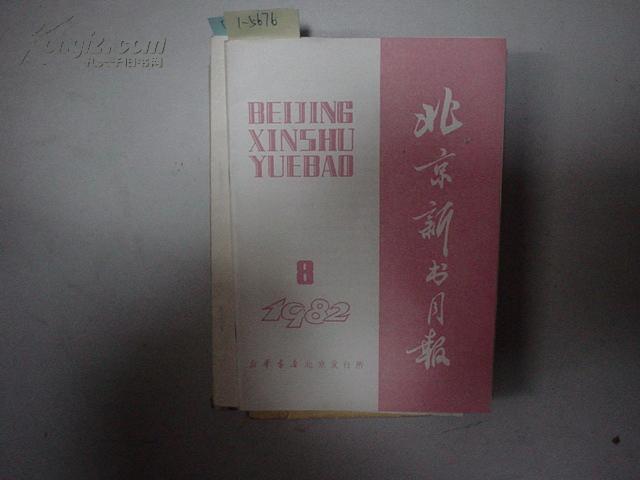 1-5676
Kongfz.com
孔夫子旧书网
BEIJING
XINSHU
YUEBAO
8
1982
新华书店北京发行所
北京新书月报